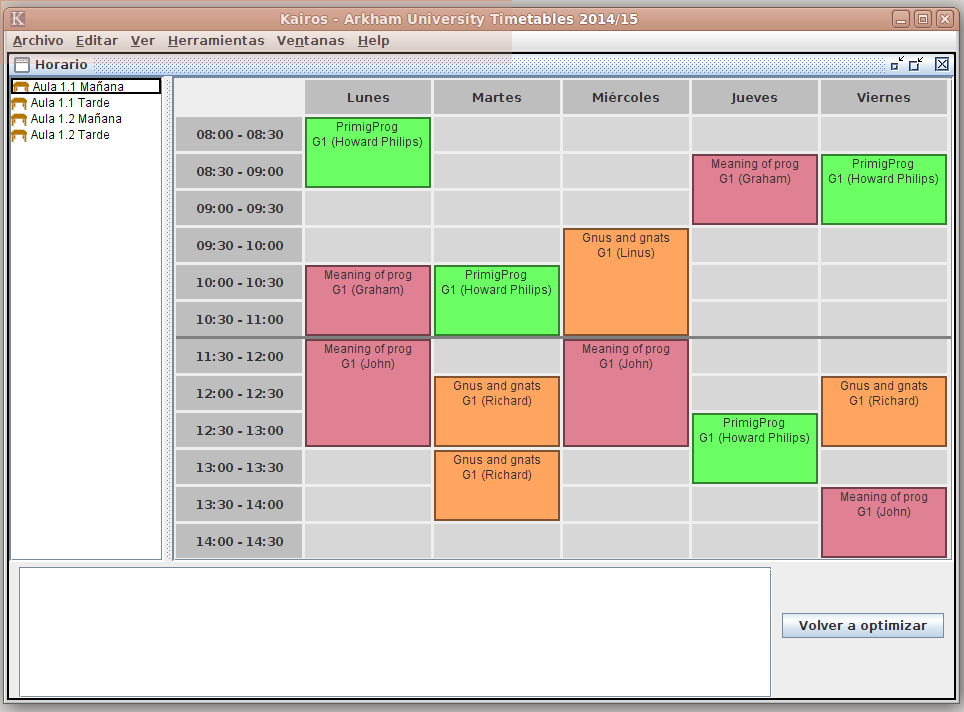 Kairos - Arkham University Timetables 2014/15
Archivo Editar Ver Herramientas Ventanas Help
Horario
Aula 1.1 Mañana
Aula 1.1 Tarde
Aula 1.2 Mañana
Aula 1.2 Tarde
Lunes Martes Miércoles Jueves Viernes
08:00 - 08:30
PrimigProg
G1 (Howard Philips)
08:30 - 09:00
Meaning of prog
G1 (Graham)
PrimigProg
G1 (Howard Philips)
09:00 - 09:30
09:30 - 10:00
Gnus and gnats
G1 (Linus)
10:00 - 10:30
Meaning of prog
G1 (Graham)
PrimigProg
G1 (Howard Philips)
10:30 - 11:00
11:30 - 12:00
Meaning of prog
G1 (John)
Meaning of prog
G1 (John)
12:00 - 12:30
Gnus and gnats
G1 (Richard)
Gnus and gnats
G1 (Richard)
12:30 - 13:00
PrimigProg
G1 (Howard Philips)
13:00 - 13:30
Gnus and gnats
G1 (Richard)
13:30 - 14:00
Meaning of prog
G1 (John)
14:00 - 14:30
Volver a optimizar